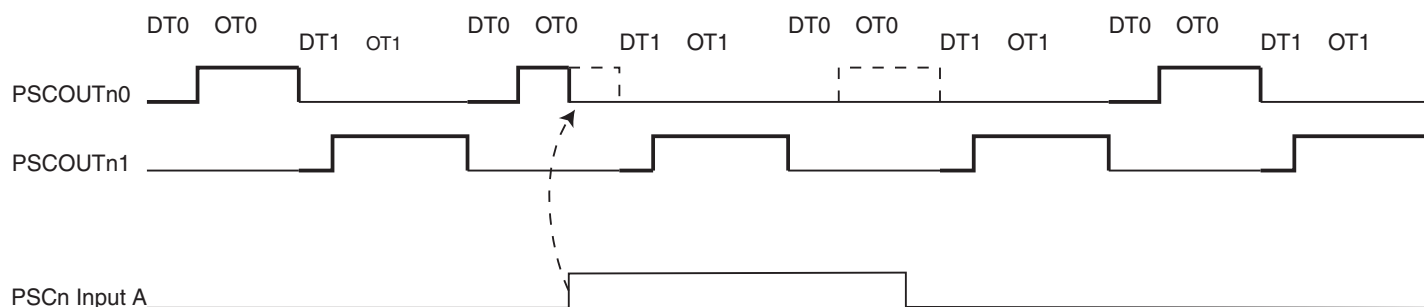 DT0 OT0 DT0 OT0 DT0 OT0 DT0 OT0
DT1 OT1 DT1 OT1 DT1 OT1 DT1 OT1
PSCOUTn0
PSCOUTn1
PSCn Input A